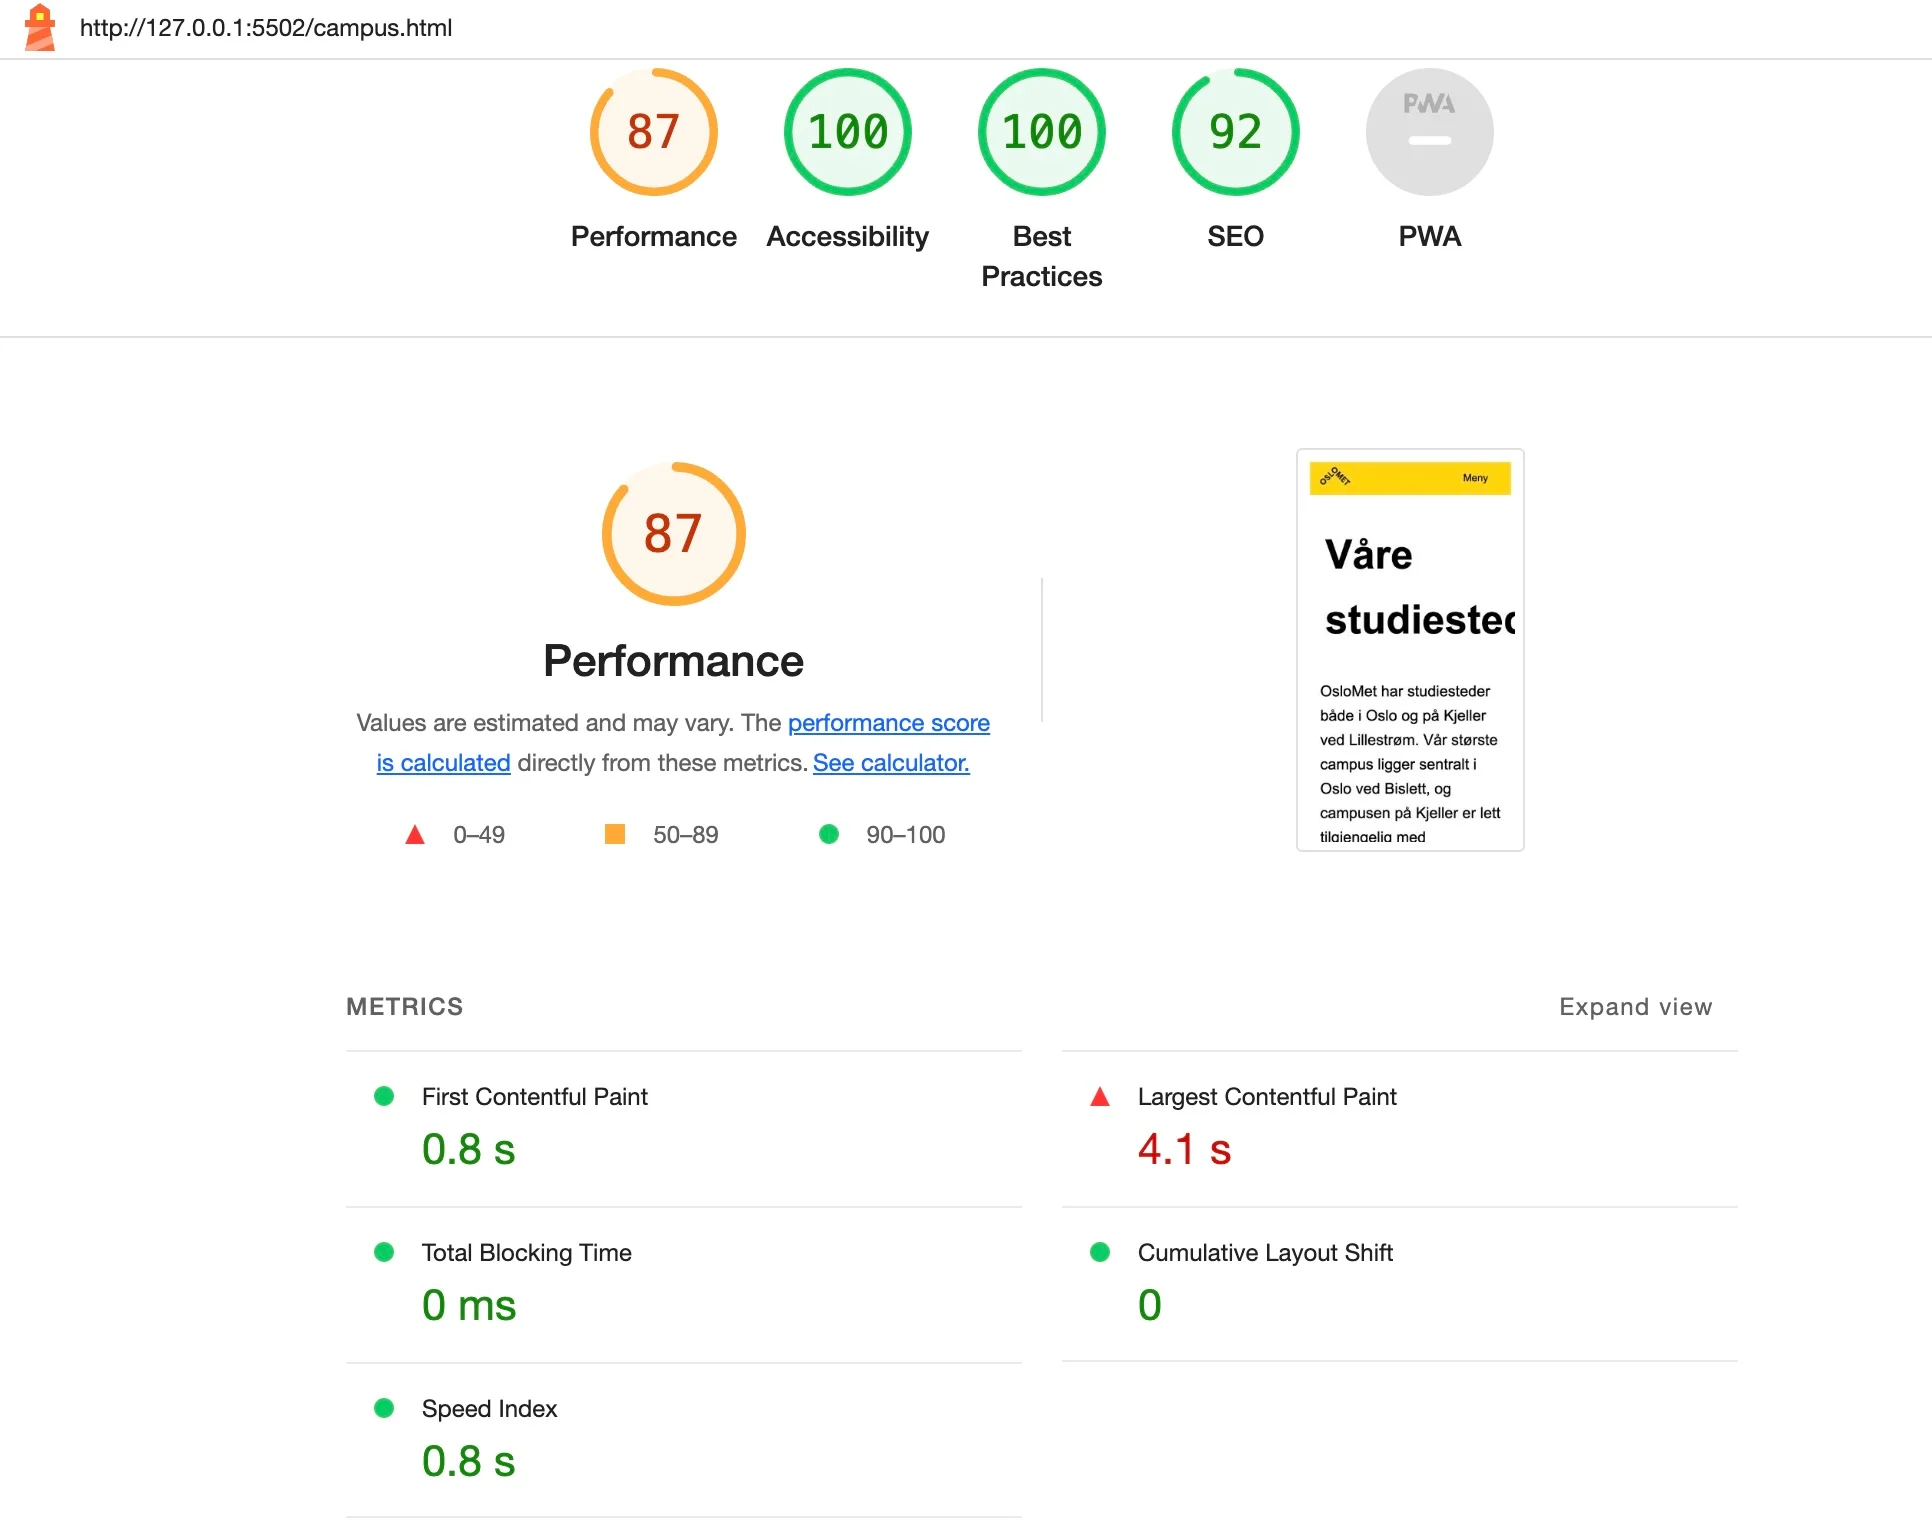 http://127.0.0.1:5502/campus.html
87
100
100
92
PWA
Performance
Accessibility
Best
Practices
SEO
PWA
87
Performance
Values are estimated and may vary. The performance score
is calculated directly from these metrics. See calculator.
0–49
50–89
90–100
OSLOMET
Meny
Våre
studiested
OsloMet har studiesteder
både i Oslo og på Kjeller
ved Lillestrøm. Vår største
campus ligger sentralt i
Oslo ved Bislett, og
campusen på Kjeller er lett
tilgjengelig med
METRICS
Expand view
First Contentful Paint
0.8 s
Largest Contentful Paint
4.1 s
Total Blocking Time
0 ms
Cumulative Layout Shift
0
Speed Index
0.8 s